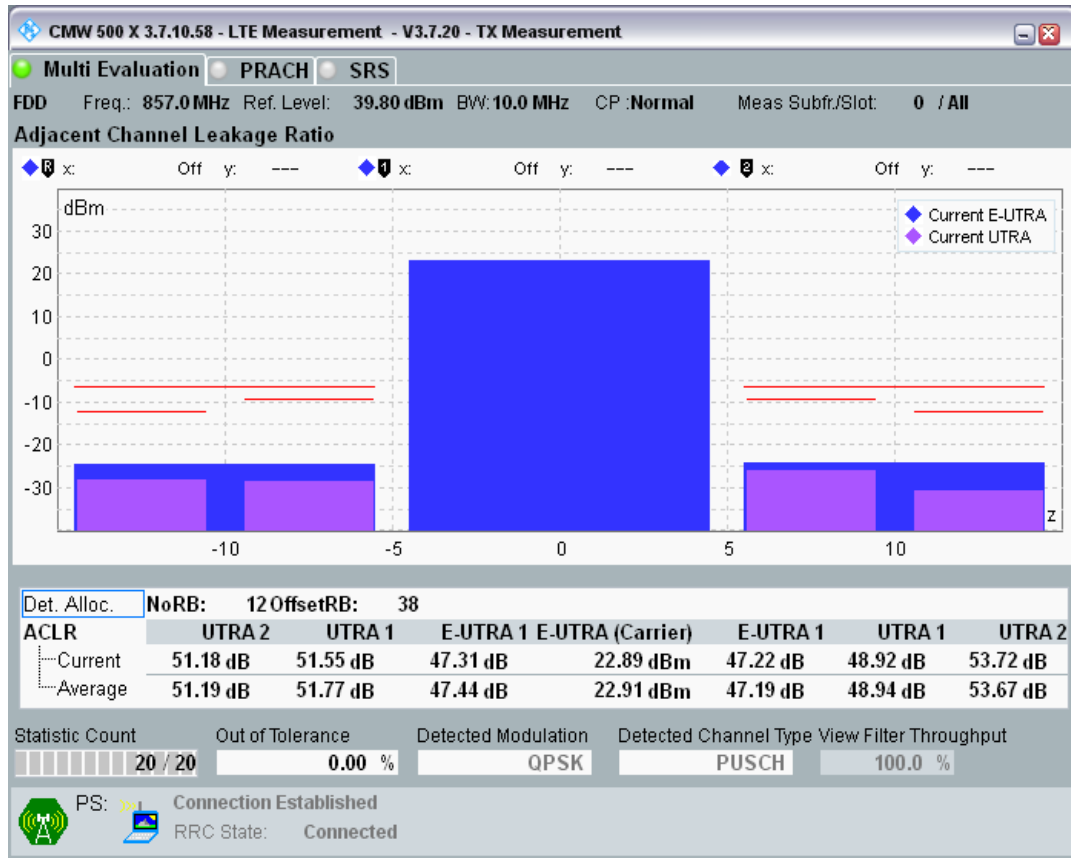 CMW 500 X 3.7.10.58 - LTE Measurement - V3.7.20 - TX Measurement
Multi Evaluation PRACH SRS
FDD Freq.: 857.0 MHz Ref. Level: 39.80 dBm BW: 10.0 MHz CP :Normal Meas Subfr./Slot: 0 / All
Adjacent Channel Leakage Ratio
R x: Off y: --- 1 x: Off y: --- 2 x: Off y: ---
dBm
Current E-UTRA
Current UTRA
30
20
10
0
-10
-20
-30
z
-10 -5 0 5 10
Det. Alloc. NoRB: 12 OffsetRB: 38
ACLR UTRA 2 UTRA 1 E-UTRA 1 E-UTRA (Carrier) E-UTRA 1 UTRA 1 UTRA 2
Current 51.18 dB 51.55 dB 47.31 dB 22.89 dBm 47.22 dB 48.92 dB 53.72 dB
Average 51.19 dB 51.77 dB 47.44 dB 22.91 dBm 47.19 dB 48.94 dB 53.67 dB
Statistic Count Out of Tolerance Detected Modulation Detected Channel Type View Filter Throughput
20 / 20 0.00 % QPSK PUSCH 100.0 %
PS: Connection Established
RRC State: Connected